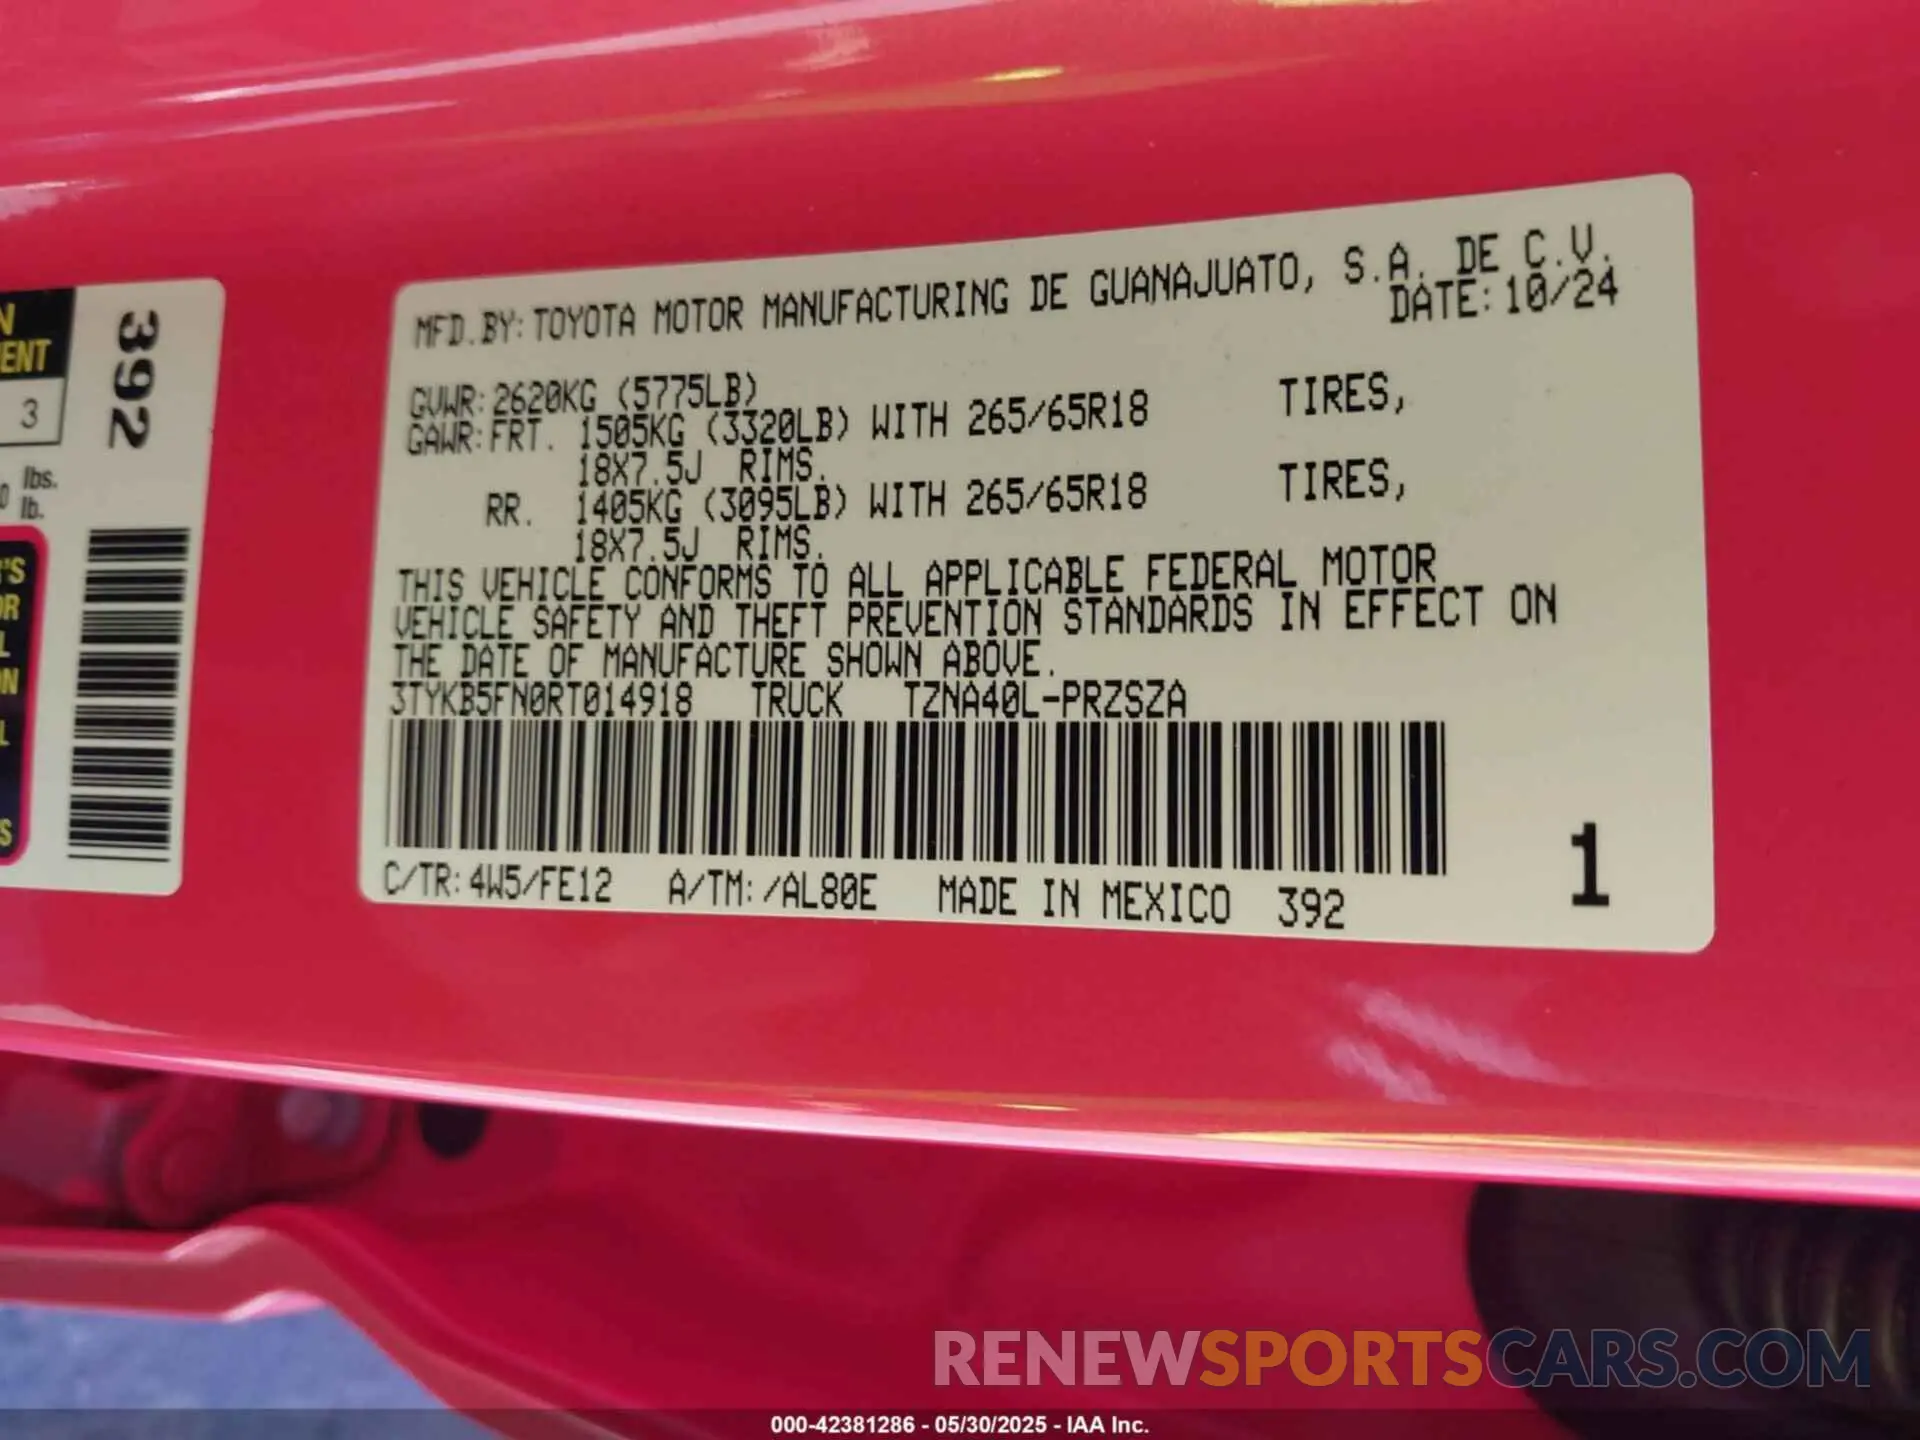 N
ENT
3
lbs.
lb.
392
'S
OR
L
ON
L
S
MFD.BY:TOYOTA MOTOR MANUFACTURING DE GUANAJUATO, S.A. DE C.V.
DATE:10/24
GVWR:2620KG (5775LB)
GAWR:FRT. 1505KG (3320LB) WITH 265/65R18 TIRES,
18X7.5J RIMS.
RR. 1405KG (3095LB) WITH 265/65R18 TIRES,
18X7.5J RIMS.
THIS VEHICLE CONFORMS TO ALL APPLICABLE FEDERAL MOTOR
VEHICLE SAFETY AND THEFT PREVENTION STANDARDS IN EFFECT ON
THE DATE OF MANUFACTURE SHOWN ABOVE.
3TYKB5FN0RT014918 TRUCK TZNA40L-PRZSZA
1
C/TR:4W5/FE12 A/TM:/AL80E MADE IN MEXICO 392
RENEWSPORTSCARS.COM
000-42381286 - 05/30/2025 - IAA Inc.